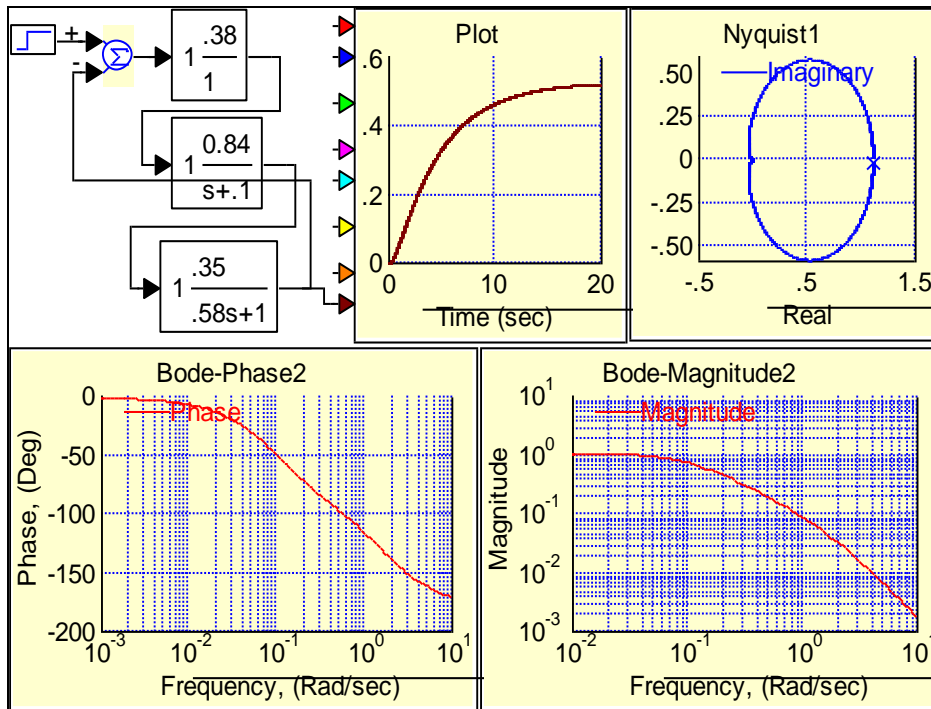 +
-
1 .38
1
1 0.84
s+.1
1 .35
.58s+1
Plot
.6
.4
.2
0
0 10 20
Time (sec)
Nyquist1
Imaginary
.50
.25
0
-.25
-.50
-.5 .5 1.5
Real
Bode-Phase2
Phase
0
-50
-100
-150
-200
Phase, (Deg)
10-3 10-2 10-1 100 101
Frequency, (Rad/sec)
Bode-Magnitude2
Magnitude
101
100
10-1
10-2
10-3
Magnitude
10-2 10-1 100 101
Frequency, (Rad/sec)